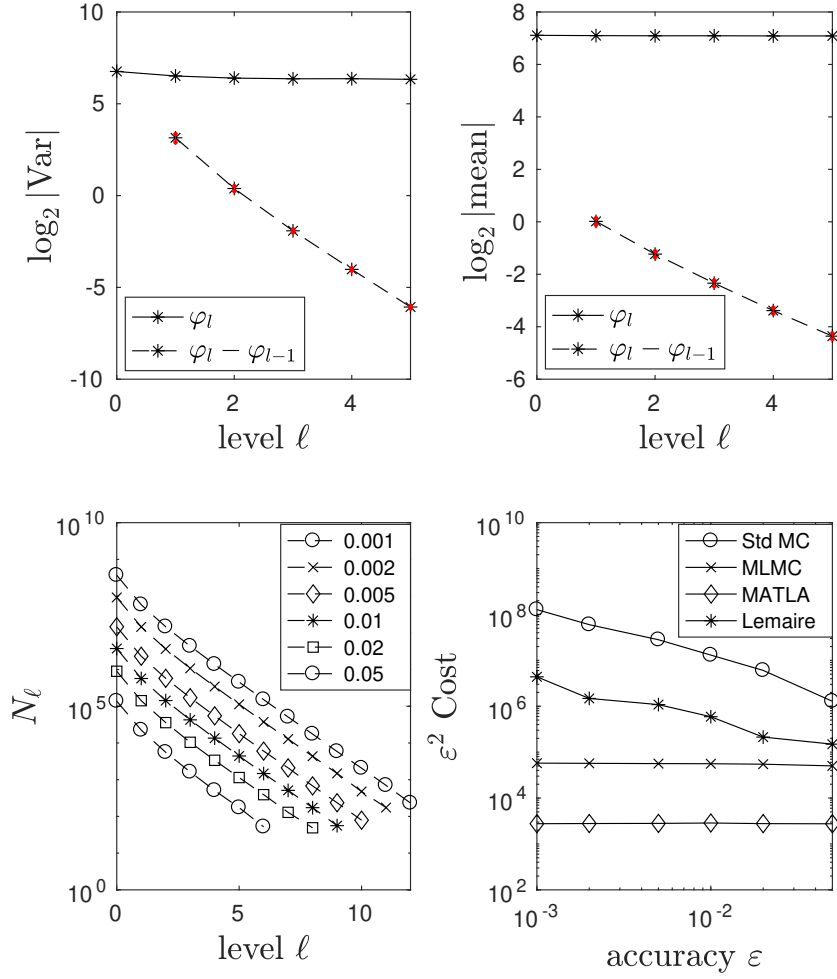 log₂ |Var|
10
5
0
-5
-10
φ_l
φ_l − φ_{l−1}
0 2 4
level ℓ
log₂ |mean|
8
6
4
2
0
-2
-4
-6
φ_l
φ_l − φ_{l−1}
0 2 4
level ℓ
N_ℓ
10^10
10^5
10^0
0.001
0.002
0.005
0.01
0.02
0.05
0 5 10
level ℓ
ε² Cost
10^10
10^8
10^6
10^4
10^2
Std MC
MLMC
MATLA
Lemaire
10^-3 10^-2
accuracy ε